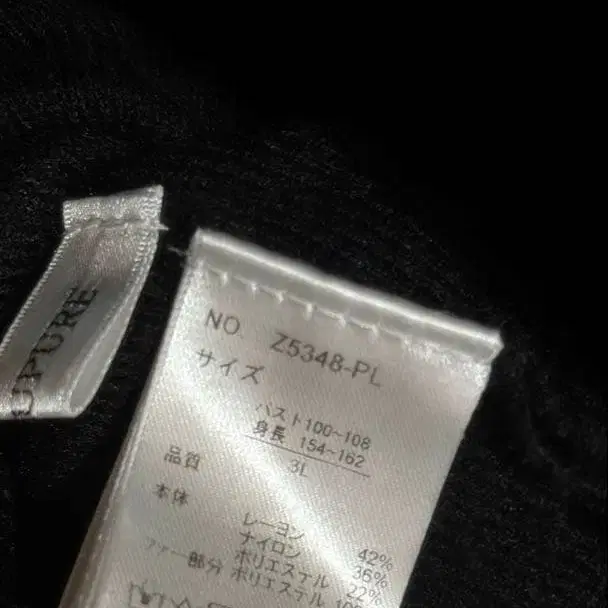 UPURE
NO. Z5348-PL
サイズ
バスト100~108
身長 154~162
3L
品質
本体
レーヨン 42%
ナイロン 36%
ポリエステル 22%
ファー部分 ポリエステル